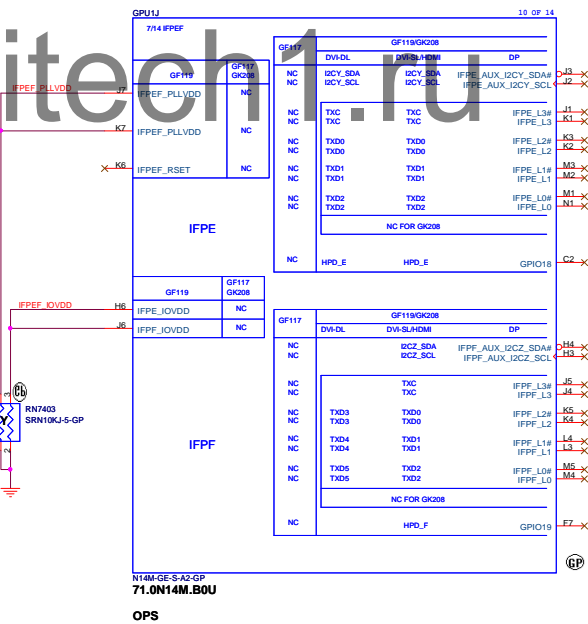 GPU1J 10 OF 14
7/14 IFPEF
itech1.ru
GF119 GF117 GK208
IFPEF_PLLVDD J7 IFPEF_PLLVDD NC
K7 IFPEF_PLLVDD NC
K6 IFPEF_RSET NC
GF117 GF119/GK208
DVI-DL DVI-SL/HDMI DP
NC I2CY_SDA I2CY_SDA IFPE_AUX_I2CY_SDA# J3
NC I2CY_SCL I2CY_SCL IFPE_AUX_I2CY_SCL J2
NC TXC TXC IFPE_L3# J1
NC TXC TXC IFPE_L3 K1
NC TXD0 TXD0 IFPE_L2# K3
NC TXD0 TXD0 IFPE_L2 K2
NC TXD1 TXD1 IFPE_L1# M3
NC TXD1 TXD1 IFPE_L1 M2
NC TXD2 TXD2 IFPE_L0# M1
NC TXD2 TXD2 IFPE_L0 N1
NC FOR GK208
IFPE
NC HPD_E HPD_E GPIO18 C2
GF119 GF117 GK208
IFPEF_IOVDD H6 IFPE_IOVDD NC
J6 IFPF_IOVDD NC
GF117 GF119/GK208
DVI-DL DVI-SL/HDMI DP
NC I2CZ_SDA IFPF_AUX_I2CZ_SDA# H4
NC I2CZ_SCL IFPF_AUX_I2CZ_SCL H3
NC TXC IFPF_L3# J5
NC TXC IFPF_L3 J4
NC TXD3 TXD0 IFPF_L2# K5
NC TXD3 TXD0 IFPF_L2 K4
NC TXD4 TXD1 IFPF_L1# L4
NC TXD4 TXD1 IFPF_L1 L3
NC TXD5 TXD2 IFPF_L0# M5
NC TXD5 TXD2 IFPF_L0 M4
NC FOR GK208
IFPF
NC HPD_F GPIO19 F7
3
RN7403
SRN10KJ-5-GP
2
GP
N14M-GE-S-A2-GP
71.0N14M.B0U
OPS